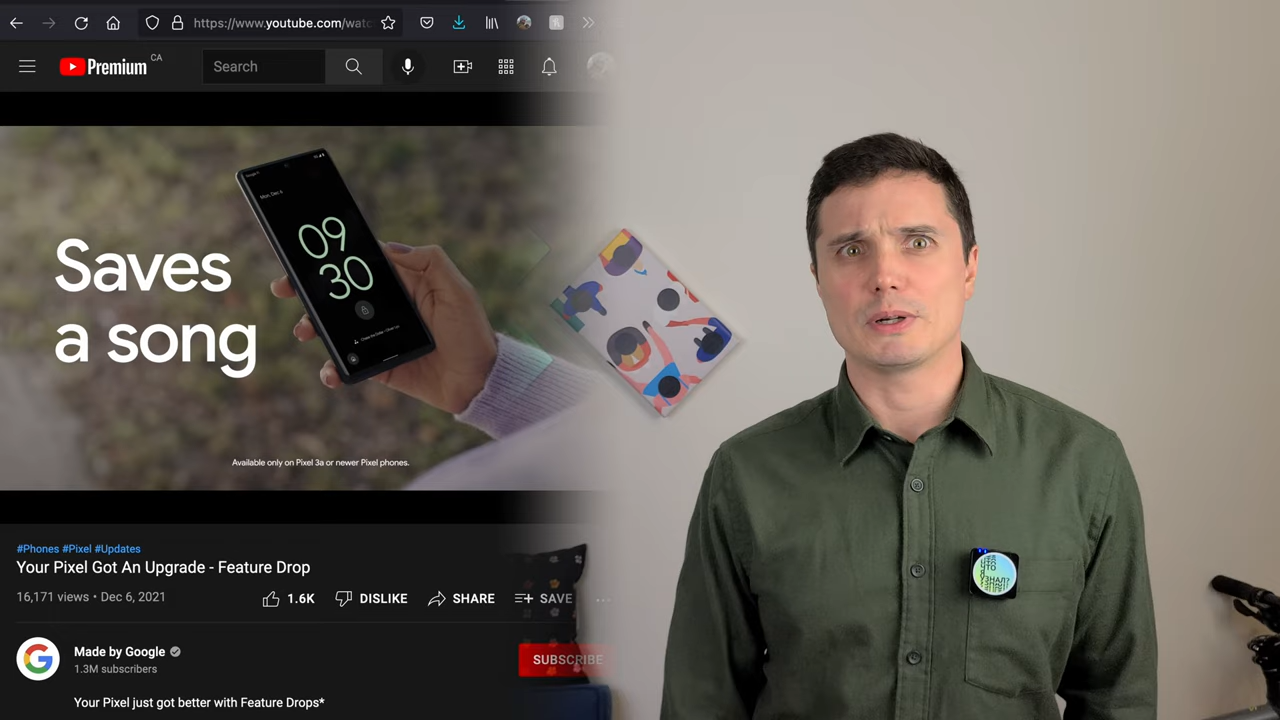 https://www.youtube.com/watc
Premium CA
Search
Mon, Dec 6
09
30
Saves
a song
Available only on Pixel 3a or newer Pixel phones.
#Phones #Pixel #Updates
Your Pixel Got An Upgrade - Feature Drop
16,171 views • Dec 6, 2021
1.6K
DISLIKE
SHARE
SAVE
Made by Google
1.3M subscribers
SUBSCRIBE
Your Pixel just got better with Feature Drops*
ЧТО
Я
УЗНАЛ?